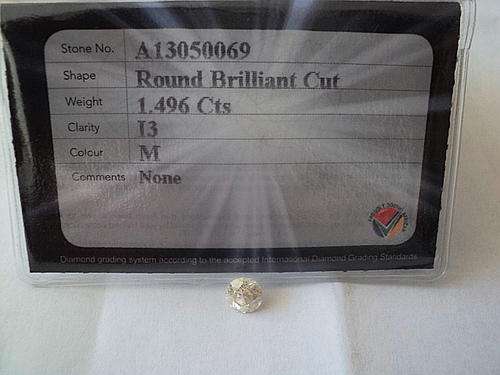 Stone No. A13050069
Shape Round Brilliant Cut
Weight 1.496 Cts
Clarity I3
Colour M
Comments None
Diamond grading system according to the accepted International Diamond Grading Standards